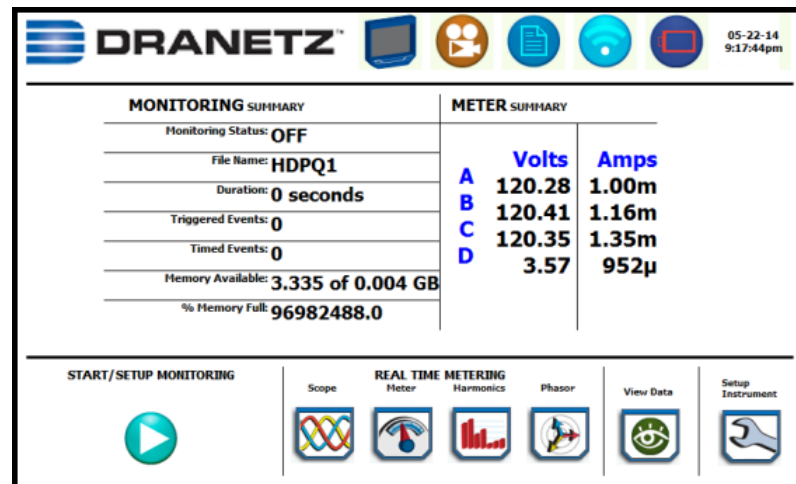 DRANETZ
05-22-14
9:17:44pm
MONITORING SUMMARY
Monitoring Status: OFF
File Name: HDPQ1
Duration: 0 seconds
Triggered Events: 0
Timed Events: 0
Memory Available: 3.335 of 0.004 GB
% Memory Full: 96982488.0
METER SUMMARY
Volts Amps
A 120.28 1.00m
B 120.41 1.16m
C 120.35 1.35m
D 3.57 952µ
START/SETUP MONITORING
REAL TIME METERING
Scope Meter Harmonics Phasor
View Data
Setup
Instrument